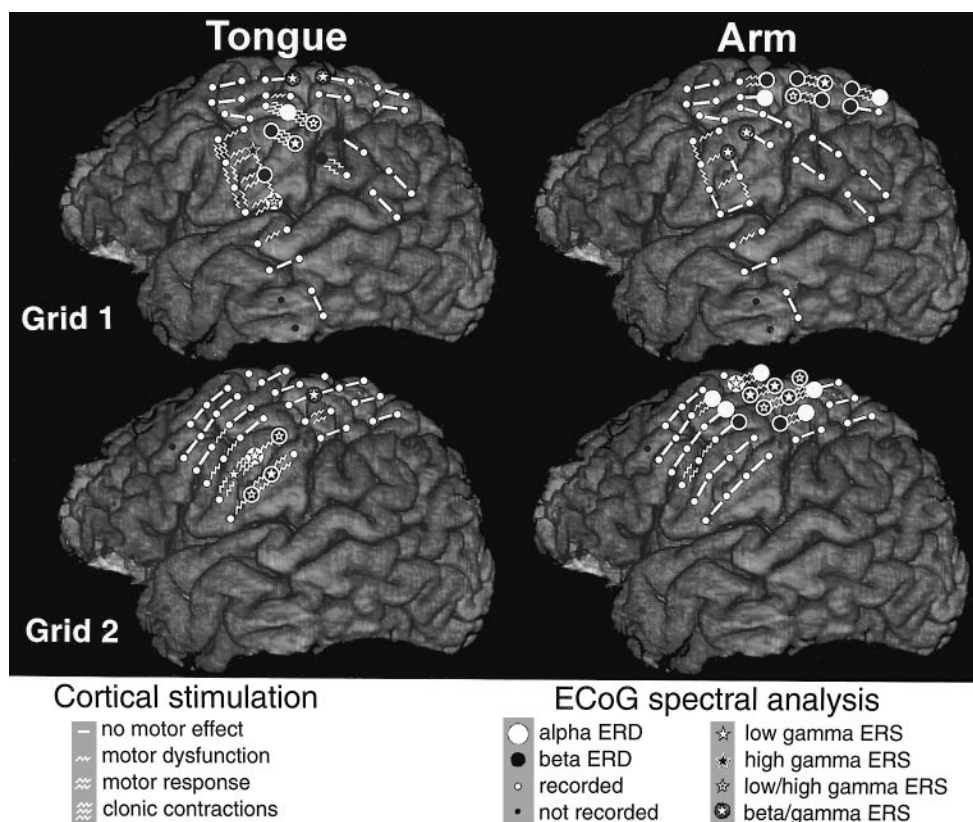 Tongue
Arm
Grid 1
Grid 2
Cortical stimulation
no motor effect
motor dysfunction
motor response
clonic contractions
ECoG spectral analysis
alpha ERD
beta ERD
recorded
not recorded
low gamma ERS
high gamma ERS
low/high gamma ERS
beta/gamma ERS